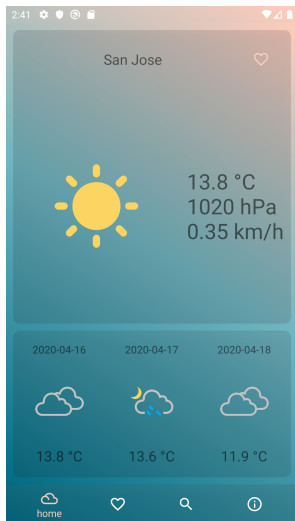 2:41
San Jose
13.8 °C
1020 hPa
0.35 km/h
2020-04-16 2020-04-17 2020-04-18
13.8 °C 13.6 °C 11.9 °C
home